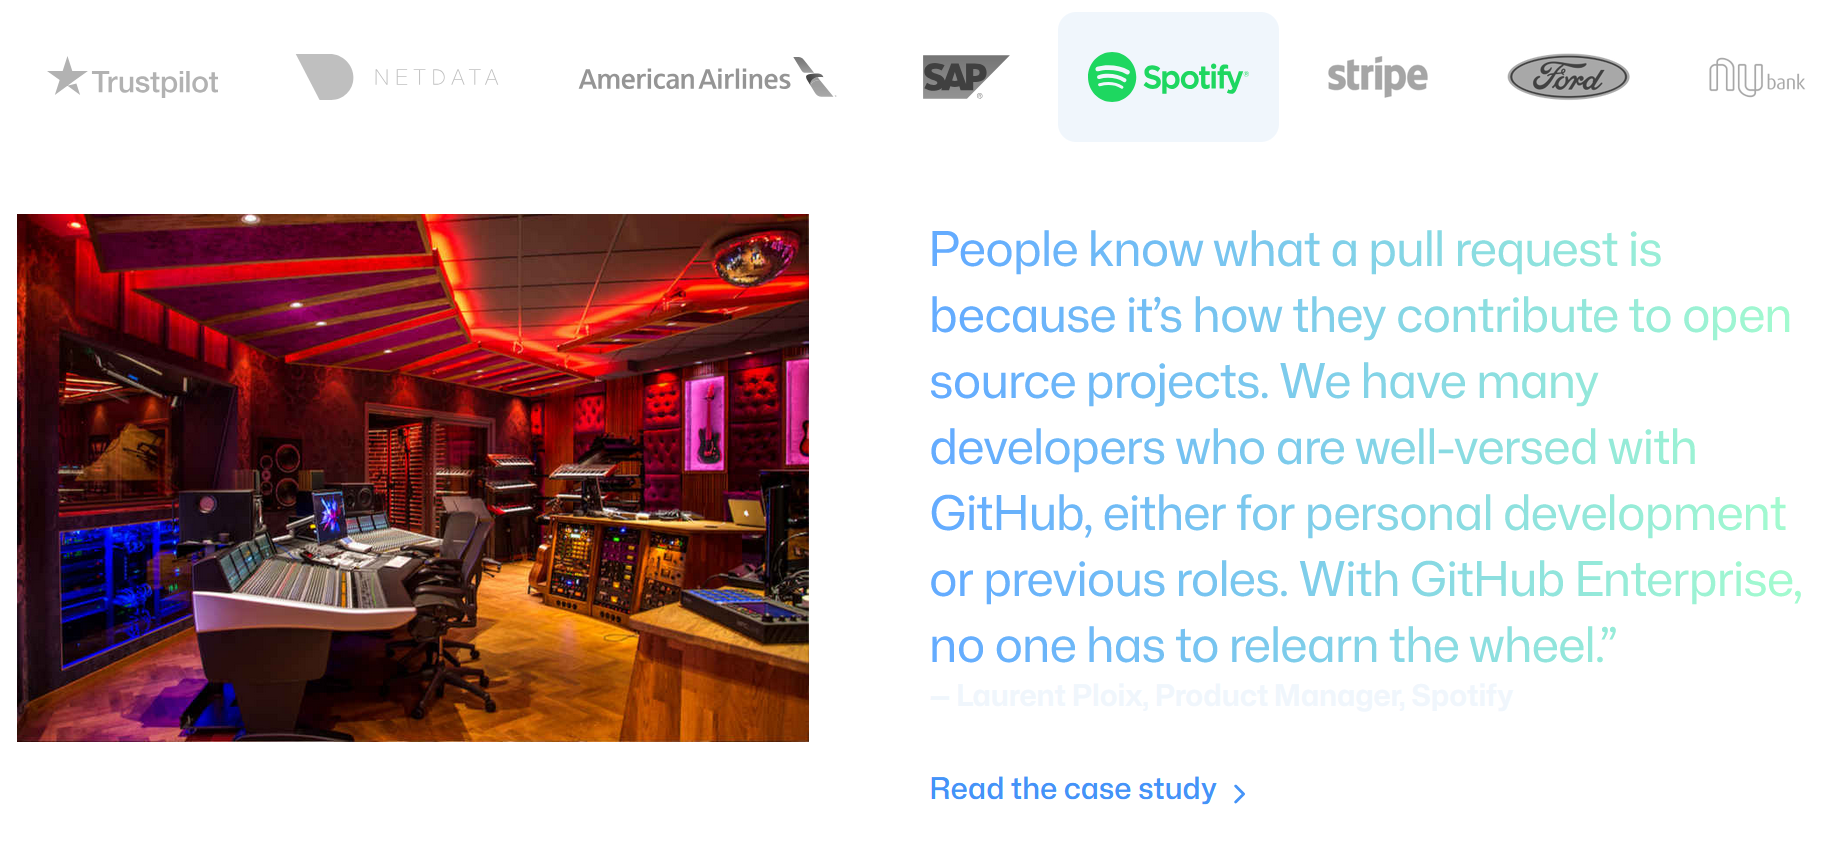 Trustpilot
NETDATA
American Airlines
SAP
Spotify
stripe
Ford
nu bank
People know what a pull request is
because it’s how they contribute to open
source projects. We have many
developers who are well-versed with
GitHub, either for personal development
or previous roles. With GitHub Enterprise,
no one has to relearn the wheel.”
— Laurent Ploix, Product Manager, Spotify
Read the case study